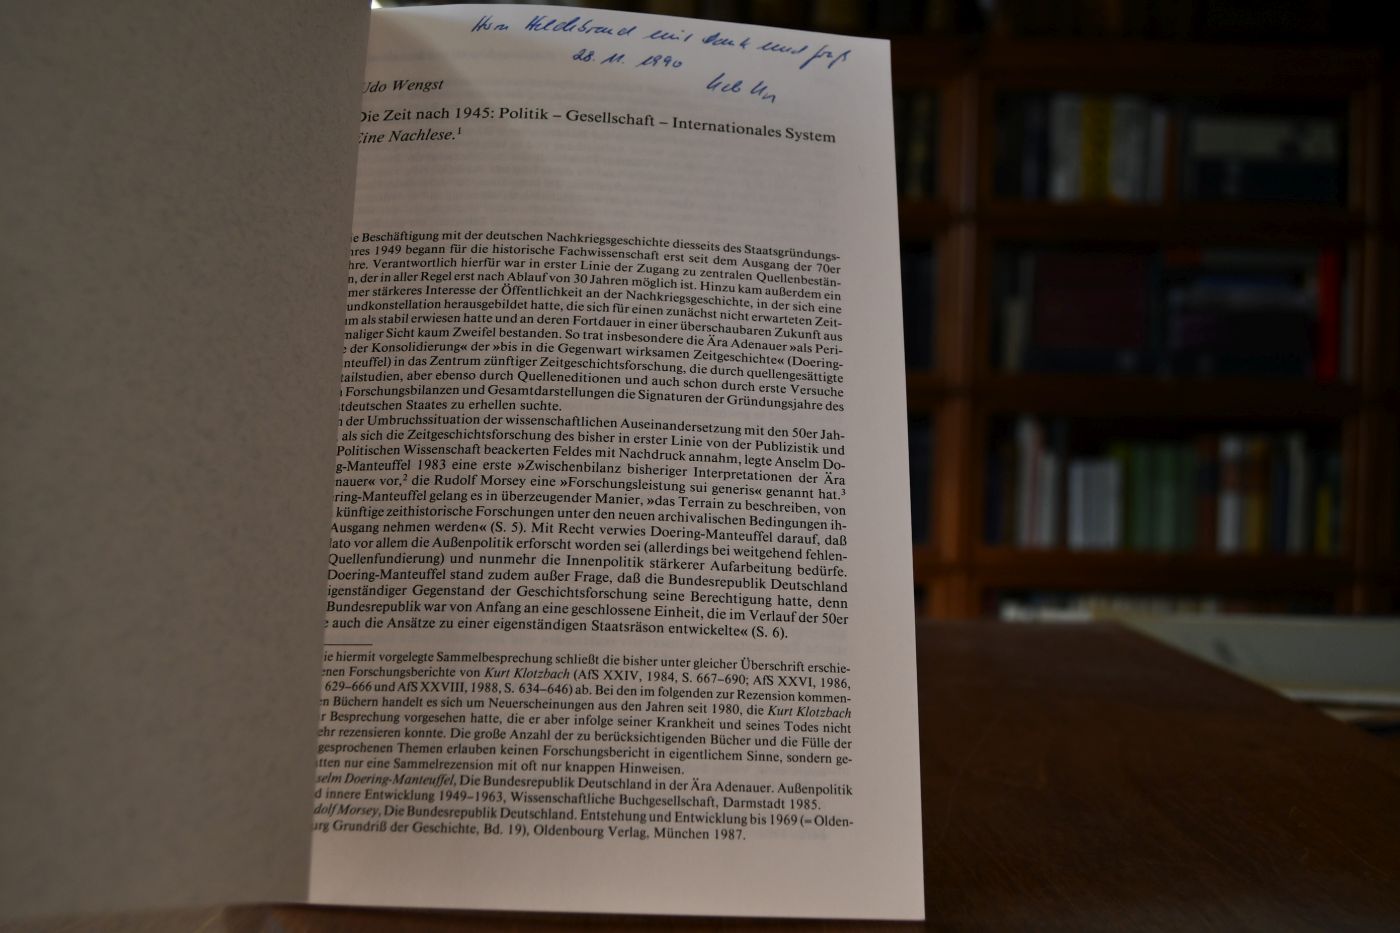 Herrn Hildebrand mit Dank und Gruß
28. 11. 1990
Udo Wengst
Die Zeit nach 1945: Politik – Gesellschaft – Internationales System
Eine Nachlese.¹
ie Beschäftigung mit der deutschen Nachkriegsgeschichte diesseits des Staatsgründungs-
hres 1949 begann für die historische Fachwissenschaft erst seit dem Ausgang der 70er
hre. Verantwortlich hierfür war in erster Linie der Zugang zu zentralen Quellenbestän-
n, der in aller Regel erst nach Ablauf von 30 Jahren möglich ist. Hinzu kam außerdem ein
mer stärkeres Interesse der Öffentlichkeit an der Nachkriegsgeschichte, in der sich eine
undkonstellation herausgebildet hatte, die sich für einen zunächst nicht erwarteten Zeit-
um als stabil erwiesen hatte und an deren Fortdauer in einer überschaubaren Zukunft aus
maliger Sicht kaum Zweifel bestanden. So trat insbesondere die Ära Adenauer »als Peri-
e der Konsolidierung« der »bis in die Gegenwart wirksamen Zeitgeschichte« (Doering-
anteuffel) in das Zentrum zünftiger Zeitgeschichtsforschung, die durch quellengesättigte
tailstudien, aber ebenso durch Quelleneditionen und auch schon durch erste Versuche
n Forschungsbilanzen und Gesamtdarstellungen die Signaturen der Gründungsjahre des
tdeutschen Staates zu erhellen suchte.
n der Umbruchssituation der wissenschaftlichen Auseinandersetzung mit den 50er Jah-
, als sich die Zeitgeschichtsforschung des bisher in erster Linie von der Publizistik und
Politischen Wissenschaft beackerten Feldes mit Nachdruck annahm, legte Anselm Do-
g-Manteuffel 1983 eine erste »Zwischenbilanz bisheriger Interpretationen der Ära
nauer« vor,² die Rudolf Morsey eine »Forschungsleistung sui generis« genannt hat.³
ring-Manteuffel gelang es in überzeugender Manier, »das Terrain zu beschreiben, von
künftige zeithistorische Forschungen unter den neuen archivalischen Bedingungen ih-
Ausgang nehmen werden« (S. 5). Mit Recht verwies Doering-Manteuffel darauf, daß
lato vor allem die Außenpolitik erforscht worden sei (allerdings bei weitgehend fehlen-
Quellenfundierung) und nunmehr die Innenpolitik stärkerer Aufarbeitung bedürfe.
Doering-Manteuffel stand zudem außer Frage, daß die Bundesrepublik Deutschland
igenständiger Gegenstand der Geschichtsforschung seine Berechtigung hatte, denn
Bundesrepublik war von Anfang an eine geschlossene Einheit, die im Verlauf der 50er
e auch die Ansätze zu einer eigenständigen Staatsräson entwickelte« (S. 6).
ie hiermit vorgelegte Sammelbesprechung schließt die bisher unter gleicher Überschrift erschie-
enen Forschungsberichte von Kurt Klotzbach (AfS XXIV, 1984, S. 667–690; AfS XXVI, 1986,
629–666 und AfS XXVIII, 1988, S. 634–646) ab. Bei den im folgenden zur Rezension kommen-
en Büchern handelt es sich um Neuerscheinungen aus den Jahren seit 1980, die Kurt Klotzbach
r Besprechung vorgesehen hatte, die er aber infolge seiner Krankheit und seines Todes nicht
ehr rezensieren konnte. Die große Anzahl der zu berücksichtigenden Bücher und die Fülle der
gesprochenen Themen erlauben keinen Forschungsbericht in eigentlichem Sinne, sondern ge-
atten nur eine Sammelrezension mit oft nur knappen Hinweisen.
selm Doering-Manteuffel, Die Bundesrepublik Deutschland in der Ära Adenauer. Außenpolitik
d innere Entwicklung 1949–1963, Wissenschaftliche Buchgesellschaft, Darmstadt 1985.
dolf Morsey, Die Bundesrepublik Deutschland. Entstehung und Entwicklung bis 1969 (=Olden-
urg Grundriß der Geschichte, Bd. 19), Oldenbourg Verlag, München 1987.